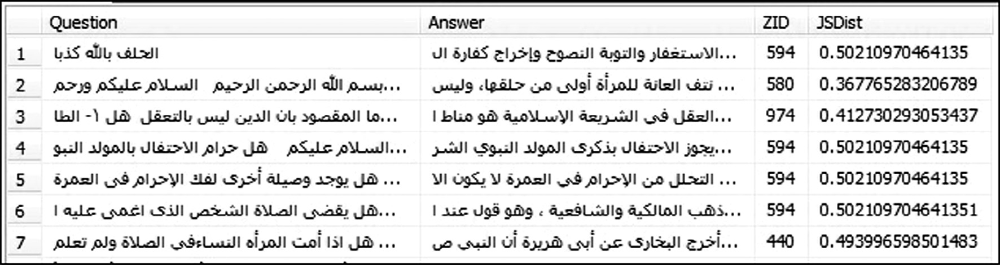 Question Answer ZID JSDist
1 الحلف بالله كذبا الاستغفار والتوبة النصوح وإخراج كفارة ال... 594 0.50210970464135
2 بسم الله الرحمن الرحيم السلام عليكم ورحم... نتف العانة للمرأة أولى من حلقها، وليس ... 580 0.367765283206789
3 ما المقصود بان الدين ليس بالتعقل هل ١- الطا... العقل فى الشريعة الإسلامية هو مناط ا... 974 0.412730293053437
4 السلام عليكم هل حرام الاحتفال بالمولد النبو... يجوز الاحتفال بذكرى المولد النبوي الشر... 594 0.50210970464135
5 هل يوجد وسيلة أخرى لفك الإحرام فى العمرة ... التحلل من الإحرام فى العمرة لا يكون الا ... 594 0.50210970464135
6 هل يقضى الصلاة الشخص الذى اغمى عليه ا... ذهب المالكية والشافعية ، وهو قول عند ا... 594 0.502109704641351
7 هل اذا أمت المرأه النساءفى الصلاة ولم تعلم ... أخرج البخارى عن أبى هريرة أن النبى ص... 440 0.493996598501483